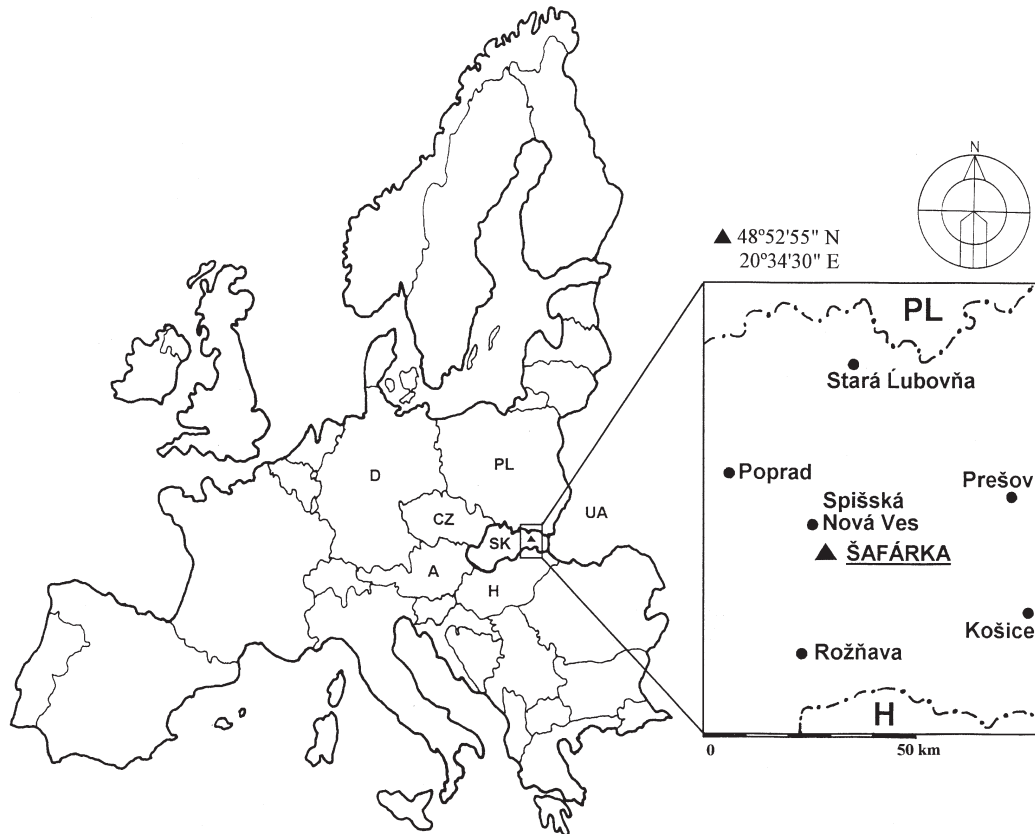 N
▲ 48°52'55" N
20°34'30" E
PL
Stará Ĺubovňa
Poprad
Prešov
Spišská
Nová Ves
▲ ŠAFÁRKA
Košice
Rožňava
H
0 50 km
D
PL
CZ
UA
SK
A
H